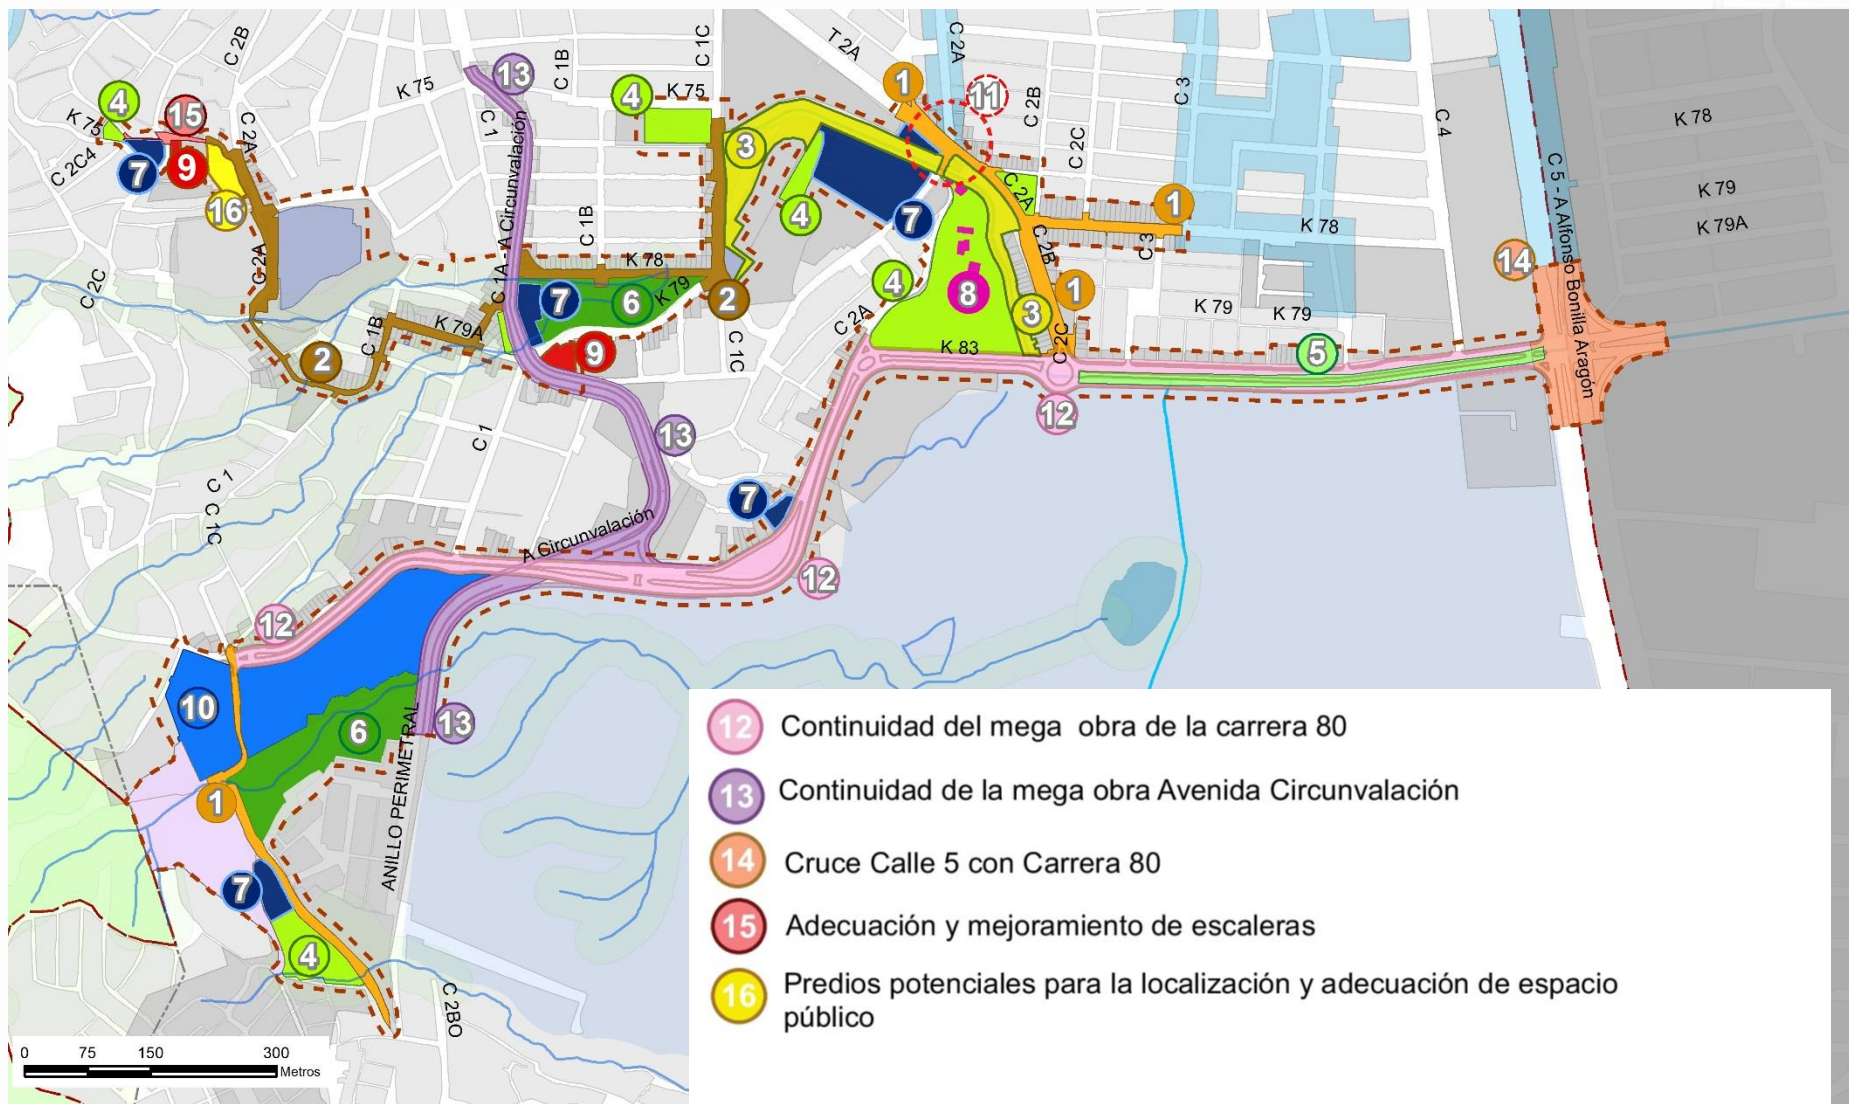 C 2B
C 1B
C 1C
T 2A
C 2A
13
1
11
4
K 75
4
K 75
C 2B
C 3
C 4
K 78
15
K 75
C 2A
C 1
C 2C
3
7
9
C 2C4
16
4
7
C 2A
1
K 79
K 79A
C 1B
C 1A - A Circunvalación
C 2A
C 2C
K 78
C 2B
C 3
K 78
14
C 5 - A Alfonso Bonilla Aragón
7
6
K 79
2
4
8
3
1
K 79
K 79
C 1B
K 79A
2
9
C 1C
C 2A
K 83
C 2C
5
12
C 1
13
C 1
C 1C
7
A Circunvalación
12
12
10
6
13
ANILLO PERIMETRAL
1
7
4
C 2BO
0 75 150 300
Metros
12 Continuidad del mega obra de la carrera 80
13 Continuidad de la mega obra Avenida Circunvalación
14 Cruce Calle 5 con Carrera 80
15 Adecuación y mejoramiento de escaleras
16 Predios potenciales para la localización y adecuación de espacio
público